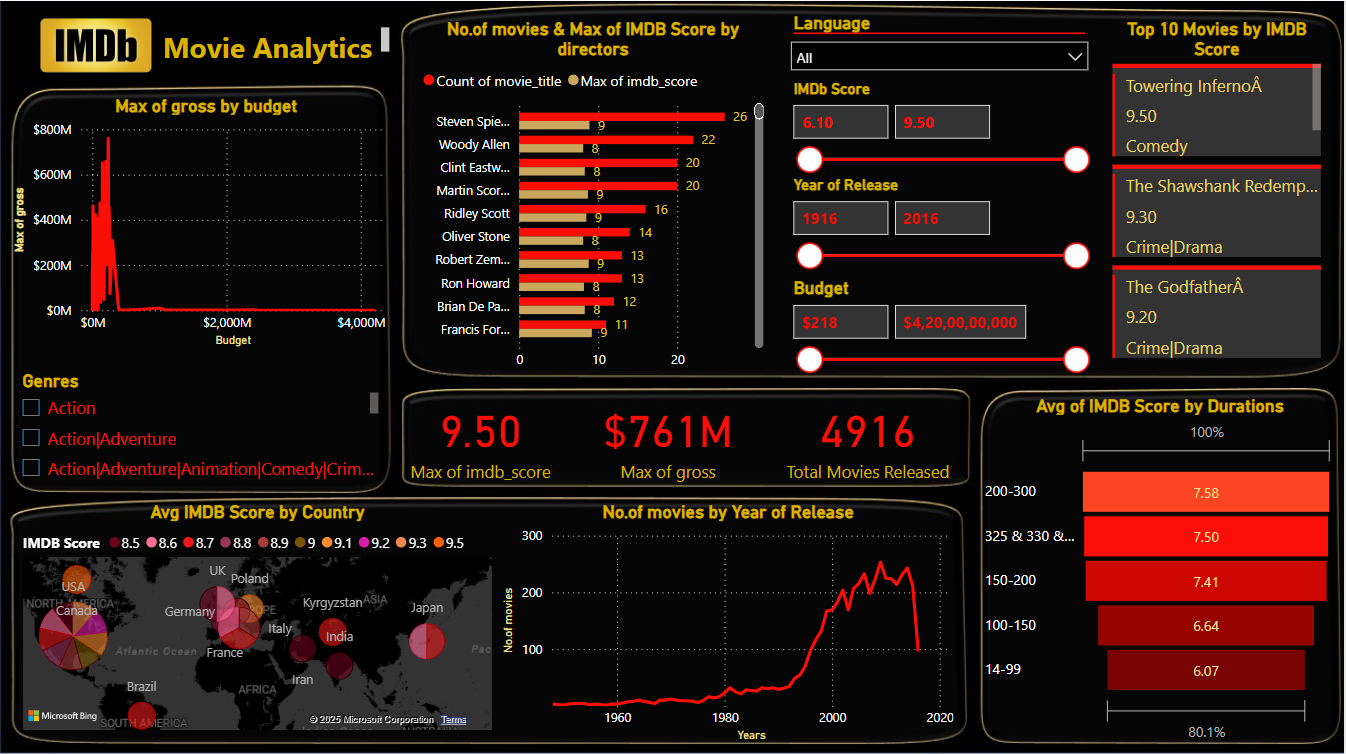 IMDb
Movie Analytics
Max of gross by budget
$800M
$600M
$400M
$200M
$0M
Max of gross
$0M
$2,000M
$4,000M
Budget
Genres
Action
Action|Adventure
Action|Adventure|Animation|Comedy|Crim...
No.of movies & Max of IMDB Score by
directors
Count of movie_title
Max of imdb_score
Steven Spie...
26
9
Woody Allen
22
8
Clint Eastw...
20
8
Martin Scor...
20
9
Ridley Scott
16
9
Oliver Stone
14
8
Robert Zem...
13
9
Ron Howard
13
8
Brian De Pa...
12
8
Francis For...
11
9
0
10
20
Language
All
IMDb Score
6.10
9.50
Year of Release
1916
2016
Budget
$218
$4,20,00,00,000
Top 10 Movies by IMDB
Score
Towering InfernoÂ
9.50
Comedy
The Shawshank Redemp...
9.30
Crime|Drama
The GodfatherÂ
9.20
Crime|Drama
9.50
Max of imdb_score
$761M
Max of gross
4916
Total Movies Released
Avg of IMDB Score by Durations
100%
200-300
7.58
325 & 330 &...
7.50
150-200
7.41
100-150
6.64
14-99
6.07
80.1%
Avg IMDB Score by Country
IMDB Score
8.5
8.6
8.7
8.8
8.9
9
9.1
9.2
9.3
9.5
USA
NORTH AMERICA
Canada
UK
Poland
Germany
Italy
France
Kyrgyzstan
ASIA
Japan
India
Iran
Atlantic Ocean
AFRICA
Brazil
SOUTH AMERICA
Microsoft Bing
© 2025 Microsoft Corporation
Terms
No.of movies by Year of Release
300
200
100
No.of movies
1960
1980
2000
2020
Years